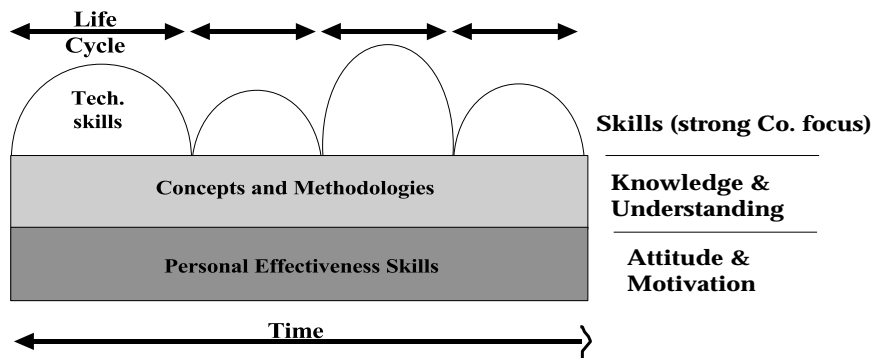 Life
Cycle
Tech.
skills
Skills (strong Co. focus)
Concepts and Methodologies
Knowledge &
Understanding
Personal Effectiveness Skills
Attitude &
Motivation
Time